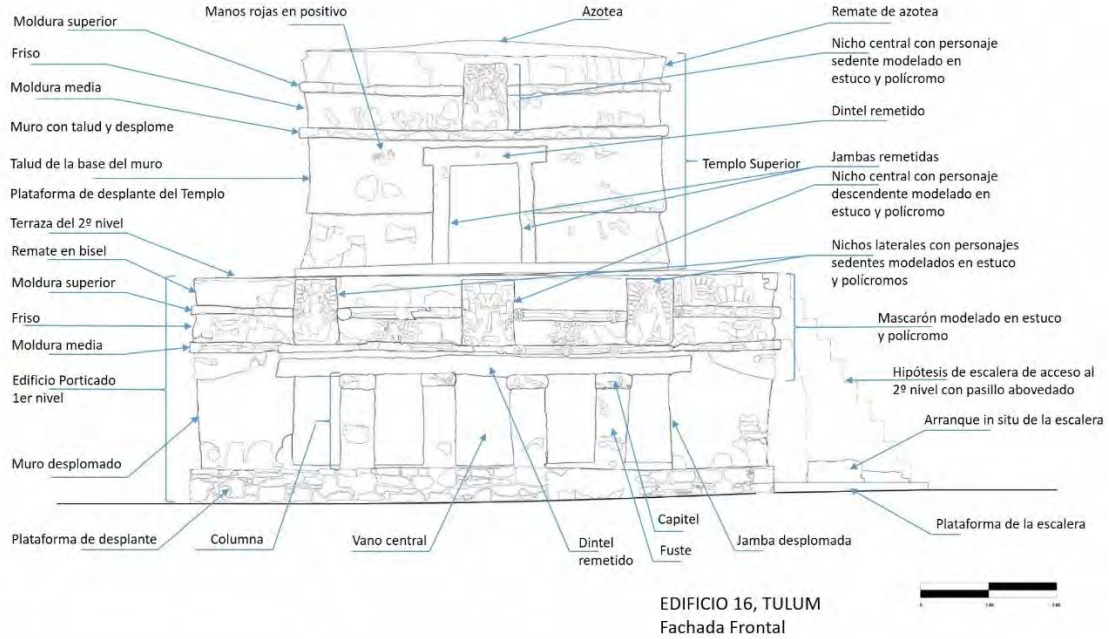 Moldura superior
Manos rojas en positivo
Azotea
Remate de azotea
Friso
Nicho central con personaje
sedente modelado en
estuco y polícromo
Moldura media
Muro con talud y desplome
Dintel remetido
Talud de la base del muro
Templo Superior
Jambas remetidas
Plataforma de desplante del Templo
Nicho central con personaje
descendente modelado en
estuco y polícromo
Terraza del 2º nivel
Remate en bisel
Nichos laterales con personajes
sedentes modelados en estuco
y polícromos
Moldura superior
Friso
Mascarón modelado en estuco
y polícromo
Moldura media
Edificio Porticado
1er nivel
Hipótesis de escalera de acceso al
2º nivel con pasillo abovedado
Arranque in situ de la escalera
Muro desplomado
Plataforma de desplante
Columna
Vano central
Dintel
remetido
Capitel
Fuste
Jamba desplomada
Plataforma de la escalera
EDIFICIO 16, TULUM
Fachada Frontal